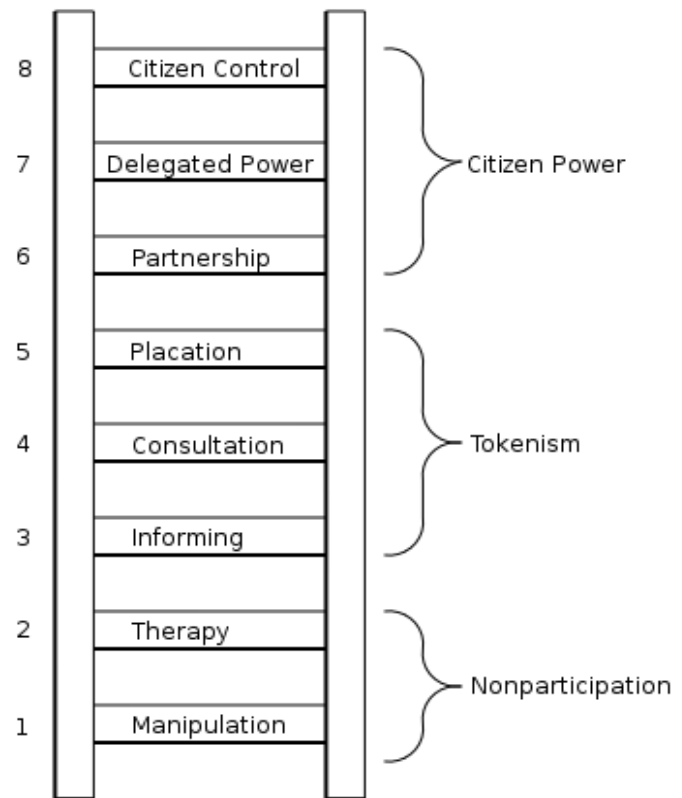 8 Citizen Control
7 Delegated Power Citizen Power
6 Partnership
5 Placation
4 Consultation Tokenism
3 Informing
2 Therapy
Nonparticipation
1 Manipulation